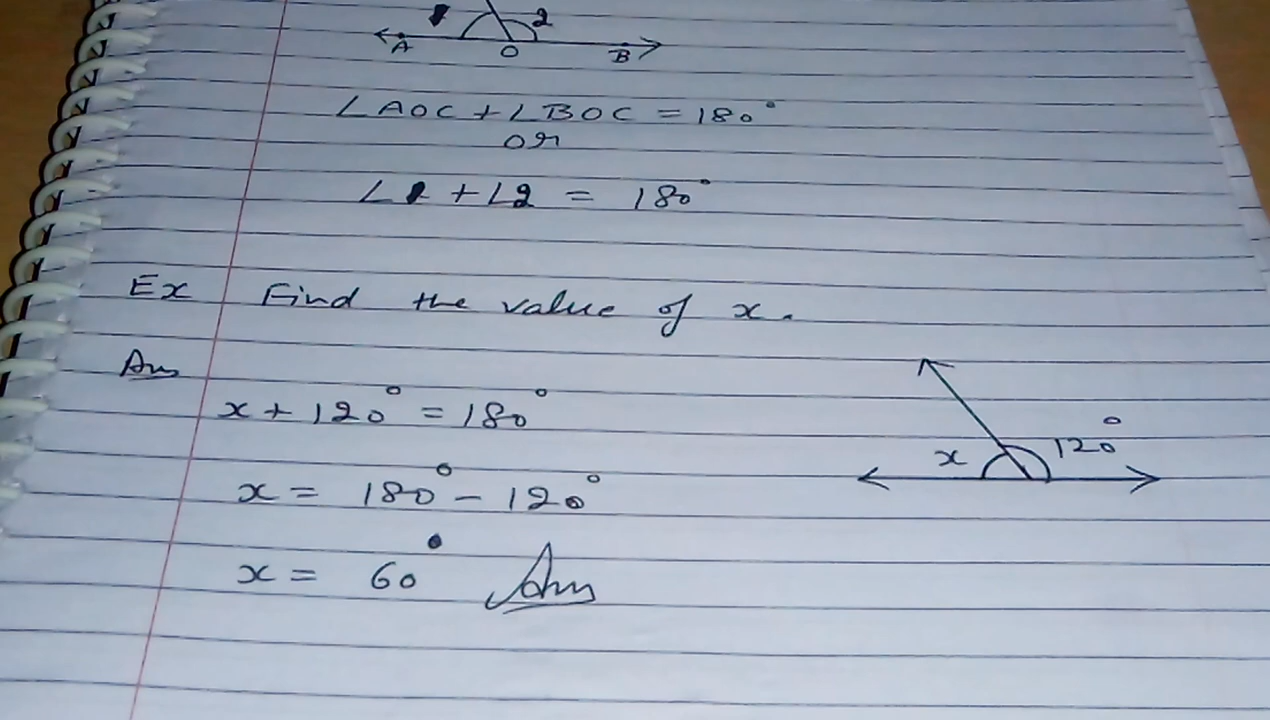 2
A O B
∠AOC + ∠BOC = 180°
or
∠1 + ∠2 = 180°
Ex Find the value of x.
Ans
x + 120° = 180°
x 120°
x = 180° - 120°
x = 60° Ans